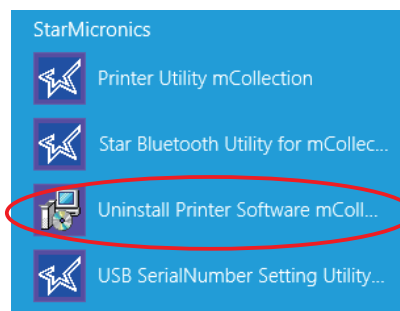 StarMicronics
Printer Utility mCollection
Star Bluetooth Utility for mCollec...
Uninstall Printer Software mColl...
USB SerialNumber Setting Utility...